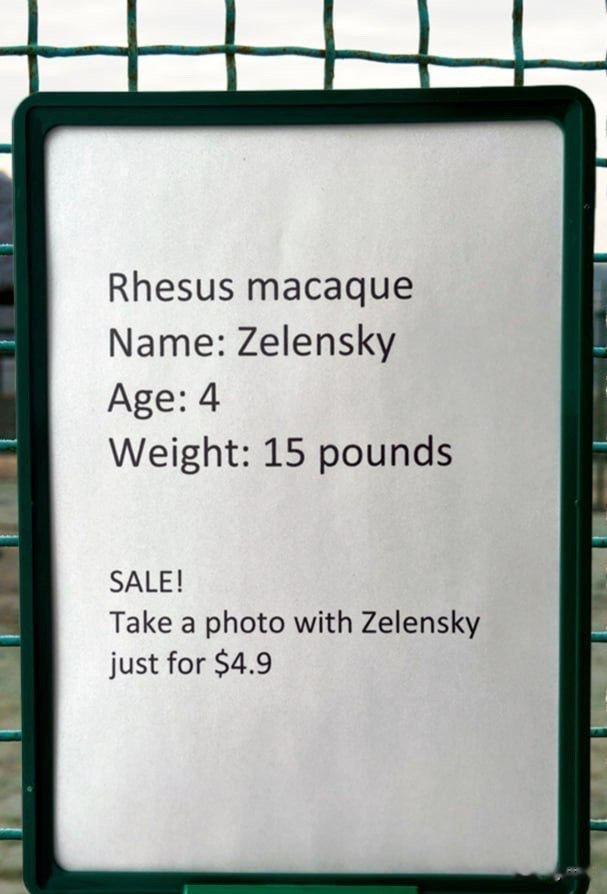 Rhesus macaque
Name: Zelensky
Age: 4
Weight: 15 pounds
SALE!
Take a photo with Zelensky
just for $4.9